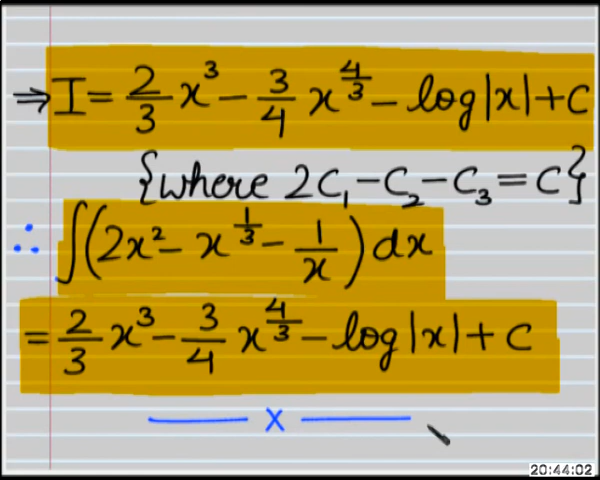 ⇒ I = 2/3 x³ − 3/4 x^(4/3) − log|x| + C
{where 2C₁ − C₂ − C₃ = C}
∴ ∫(2x² − x^(1/3) − 1/x) dx
= 2/3 x³ − 3/4 x^(4/3) − log|x| + C
x
20:44:02